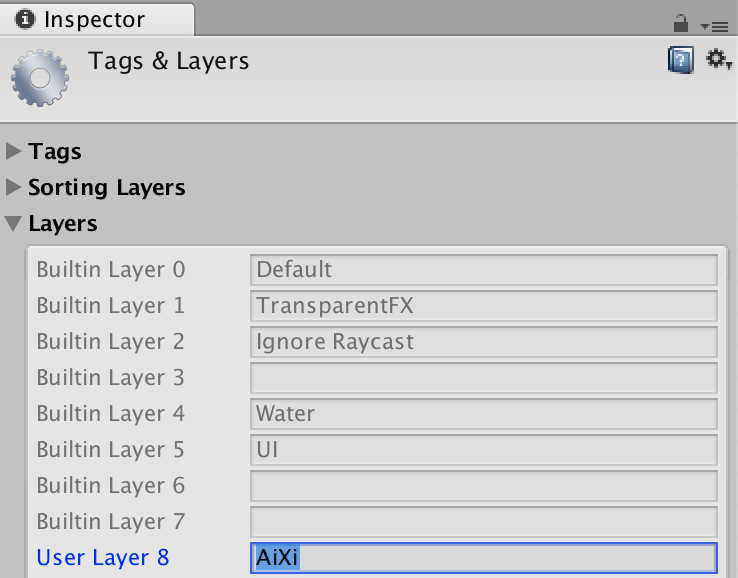 Inspector
Tags & Layers
Tags
Sorting Layers
Layers
Builtin Layer 0 Default
Builtin Layer 1 TransparentFX
Builtin Layer 2 Ignore Raycast
Builtin Layer 3
Builtin Layer 4 Water
Builtin Layer 5 UI
Builtin Layer 6
Builtin Layer 7
User Layer 8 AiXi